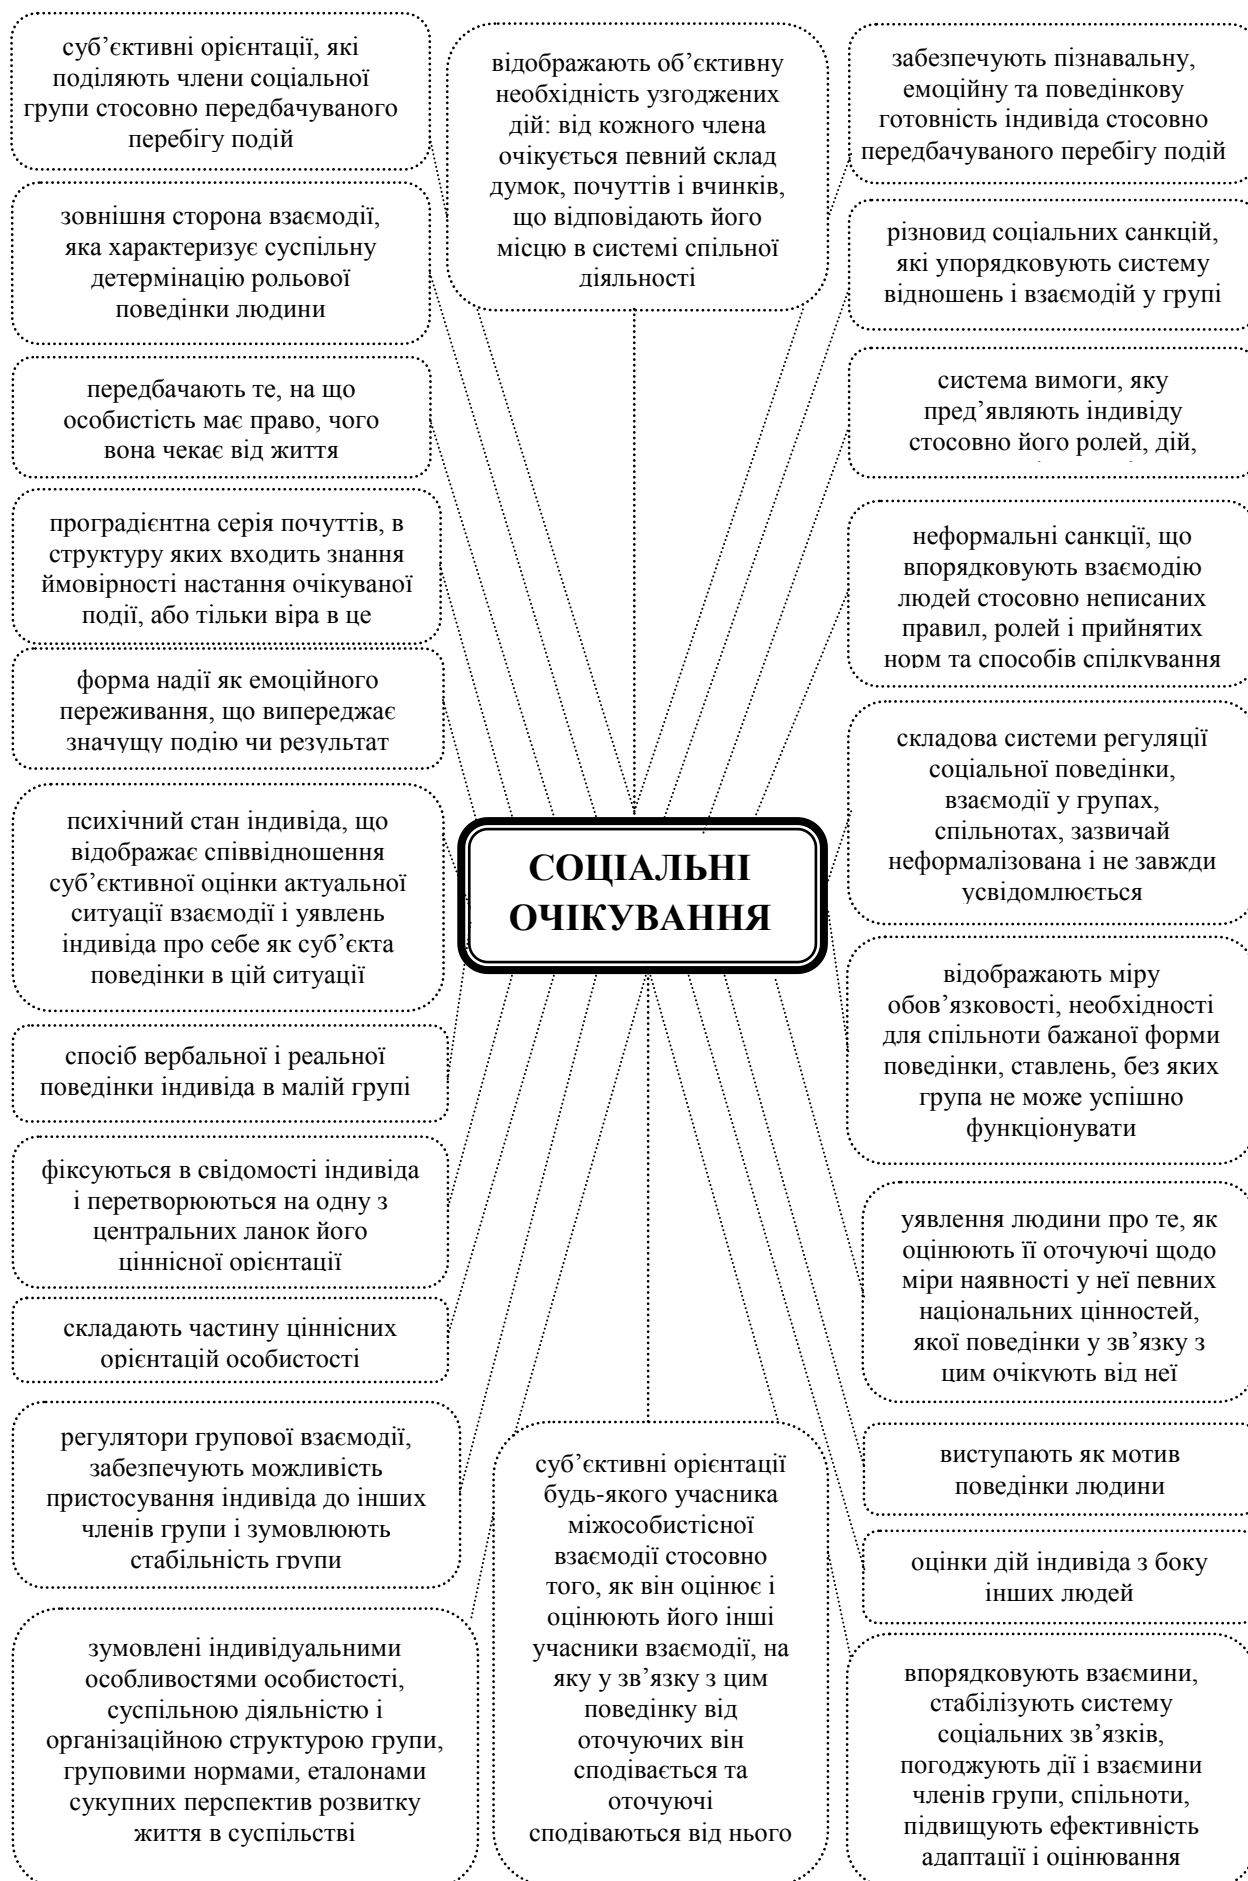 суб’єктивні орієнтації, які
поділяють члени соціальної
групи стосовно передбачуваного
перебігу подій
зовнішня сторона взаємодії,
яка характеризує суспільну
детермінацію рольової
поведінки людини
передбачають те, на що
особистість має право, чого
вона чекає від життя
проградієнтна серія почуттів, в
структуру яких входить знання
ймовірності настання очікуваної
події, або тільки віра в це
форма надії як емоційного
переживання, що випереджає
значущу подію чи результат
психічний стан індивіда, що
відображає співвідношення
суб’єктивної оцінки актуальної
ситуації взаємодії і уявлень
індивіда про себе як суб’єкта
поведінки в цій ситуації
спосіб вербальної і реальної
поведінки індивіда в малій групі
фіксуються в свідомості індивіда
і перетворюються на одну з
центральних ланок його
ціннісної орієнтації
складають частину ціннісних
орієнтацій особистості
регулятори групової взаємодії,
забезпечують можливість
пристосування індивіда до інших
членів групи і зумовлюють
стабільність групи
зумовлені індивідуальними
особливостями особистості,
суспільною діяльністю і
організаційною структурою групи,
груповими нормами, еталонами
сукупних перспектив розвитку
життя в суспільстві
відображають об’єктивну
необхідність узгоджених
дій: від кожного члена
очікується певний склад
думок, почуттів і вчинків,
що відповідають його
місцю в системі спільної
діяльності
СОЦІАЛЬНІ
ОЧІКУВАННЯ
суб’єктивні орієнтації
будь-якого учасника
міжособистісної
взаємодії стосовно
того, як він оцінює і
оцінюють його інші
учасники взаємодії, на
яку у зв’язку з цим
поведінку від
оточуючих він
сподівається та
оточуючі
сподіваються від нього
забезпечують пізнавальну,
емоційну та поведінкову
готовність індивіда стосовно
передбачуваного перебігу подій
різновид соціальних санкцій,
які упорядковують систему
відношень і взаємодій у групі
система вимоги, яку
пред’являють індивіду
стосовно його ролей, дій,
неформальні санкції, що
впорядковують взаємодію
людей стосовно неписаних
правил, ролей і прийнятих
норм та способів спілкування
складова системи регуляції
соціальної поведінки,
взаємодії у групах,
спільнотах, зазвичай
неформалізована і не завжди
усвідомлюється
відображають міру
обов’язковості, необхідності
для спільноти бажаної форми
поведінки, ставлень, без яких
група не може успішно
функціонувати
уявлення людини про те, як
оцінюють її оточуючі щодо
міри наявності у неї певних
національних цінностей,
якої поведінки у зв’язку з
цим очікують від неї
виступають як мотив
поведінки людини
оцінки дій індивіда з боку
інших людей
впорядковують взаємини,
стабілізують систему
соціальних зв’язків,
погоджують дії і взаємини
членів групи, спільноти,
підвищують ефективність
адаптації і оцінювання